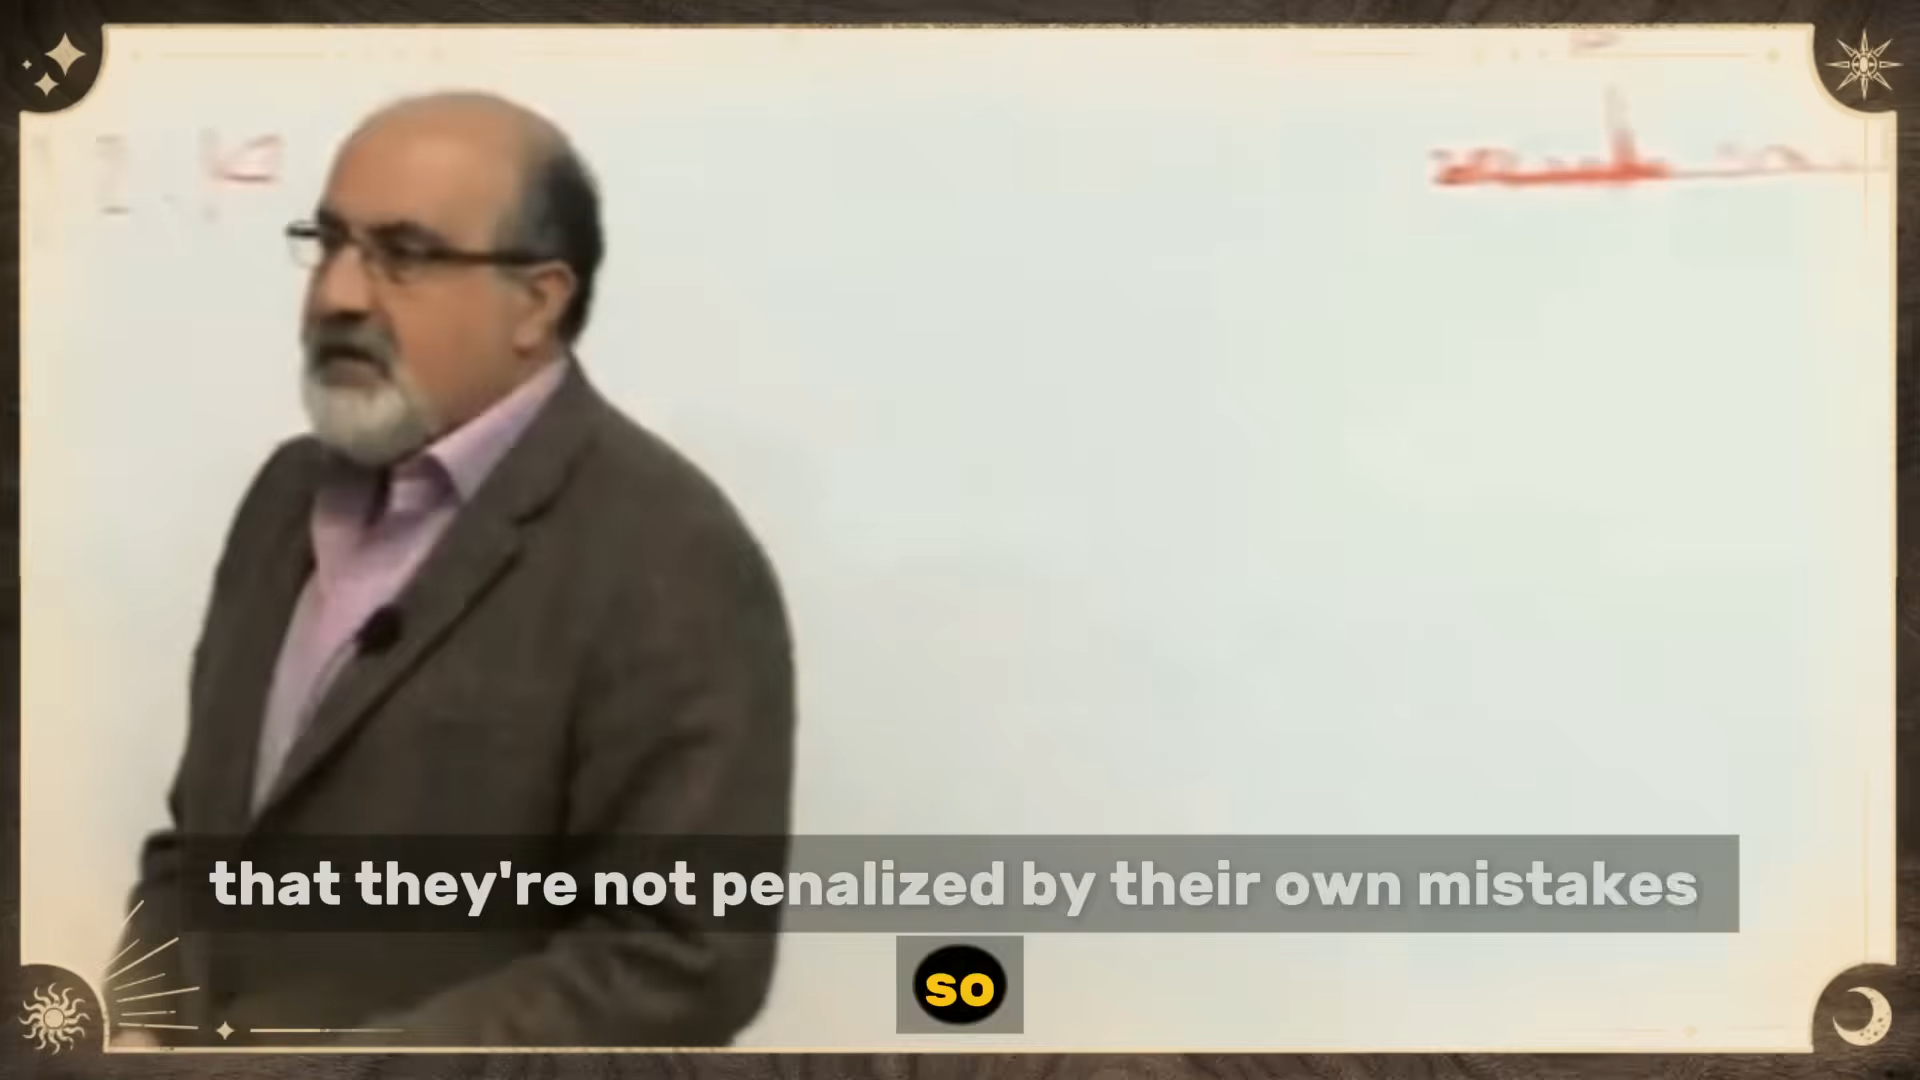 that they're not penalized by their own mistakes
so